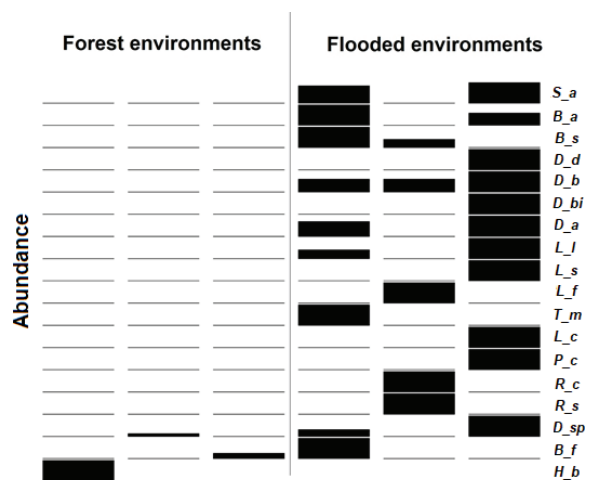 Forest environments
Flooded environments
Abundance
S_a
B_a
B_s
D_d
D_b
D_bi
D_a
L_l
L_s
L_f
T_m
L_c
P_c
R_c
R_s
D_sp
B_f
H_b